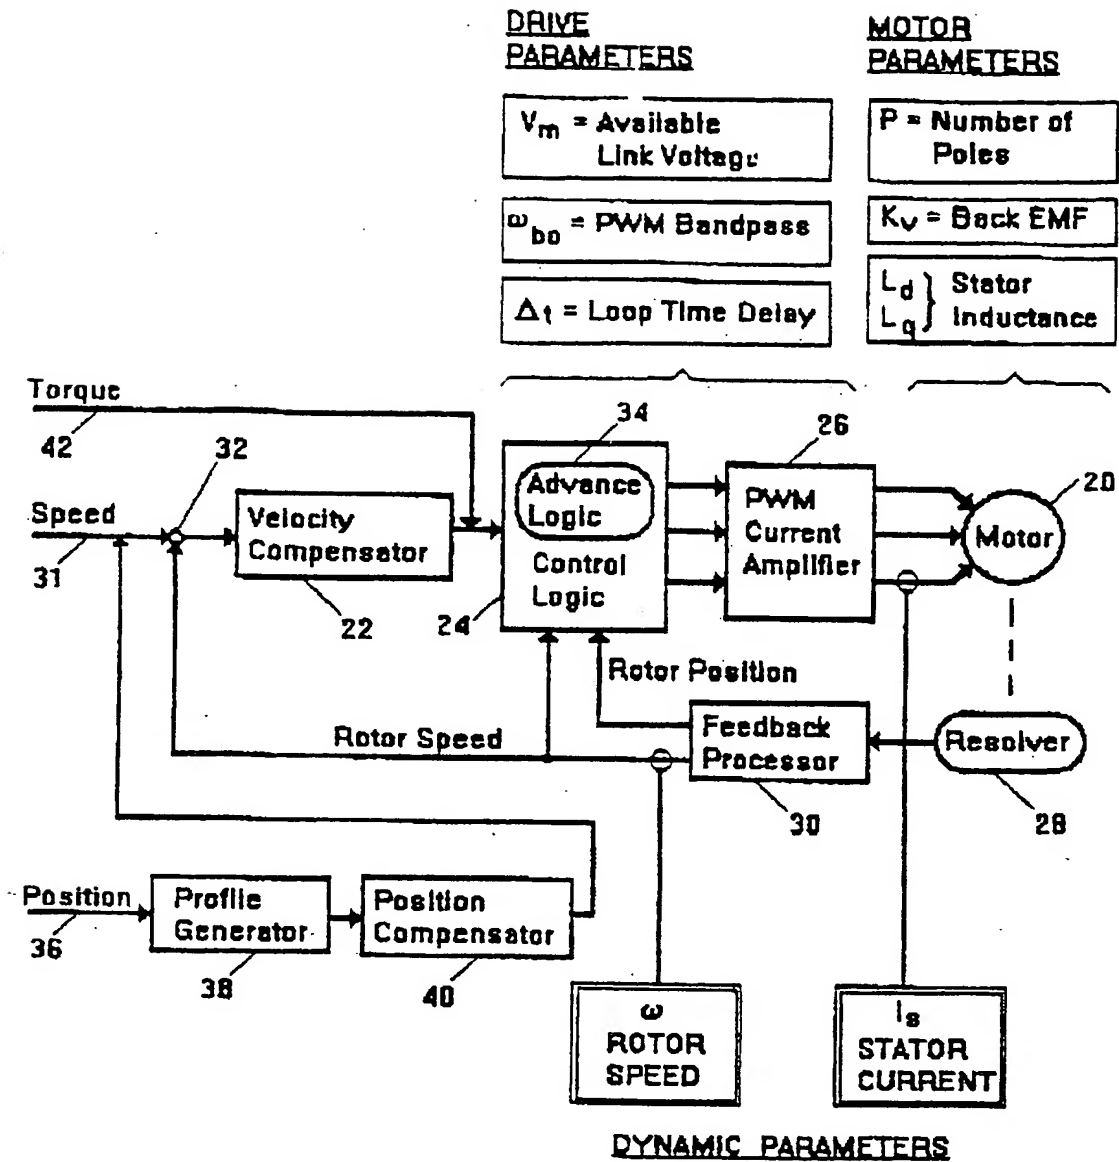 DRIVE
PARAMETERS
MOTOR
PARAMETERS
Vm = Available
Link Voltage
P = Number of
Poles
ωbo = PWM Bandpass
Kv = Back EMF
Δt = Loop Time Delay
Ld } Stator
Lq } Inductance
Torque
42
32
34
26
20
Speed
31
Velocity
Compensator
22
Advance
Logic
Control
Logic
24
PWM
Current
Amplifier
Motor
Rotor Position
Rotor Speed
Feedback
Processor
30
Resolver
28
Position
36
Profile
Generator
38
Position
Compensator
40
ω
ROTOR
SPEED
Is
STATOR
CURRENT
DYNAMIC PARAMETERS